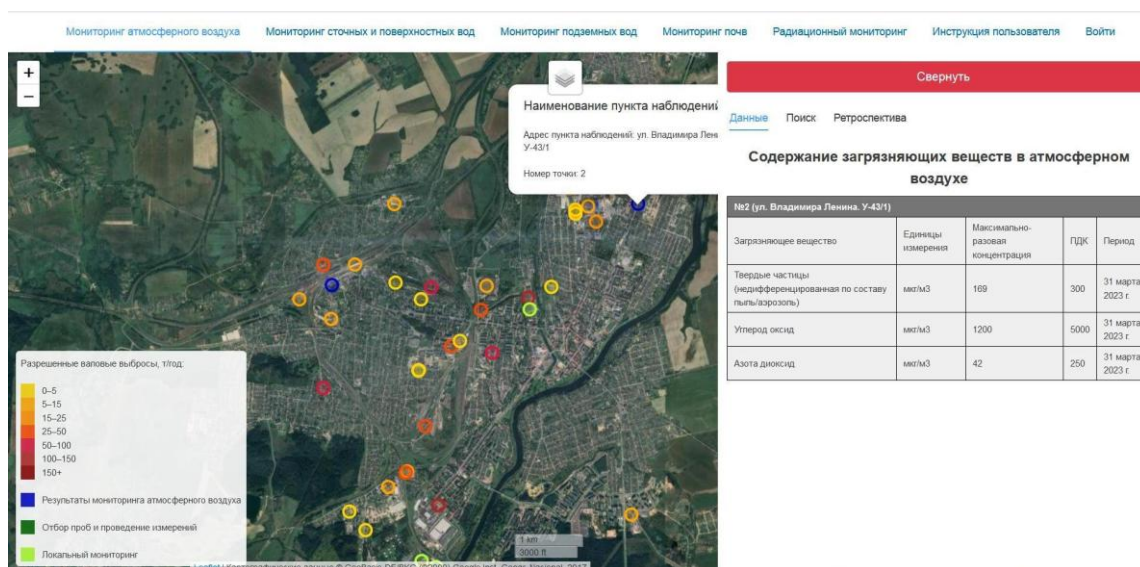 Мониторинг атмосферного воздуха Мониторинг сточных и поверхностных вод Мониторинг подземных вод Мониторинг почв Радиационный мониторинг Инструкция пользователя Войти
+
−
Наименование пункта наблюдений
Адрес пункта наблюдений: ул. Владимира Лени
У-43/1
Номер точки: 2
Разрешенные валовые выбросы, т/год:
0–5
5–15
15–25
25–50
50–100
100–150
150+
Результаты мониторинга атмосферного воздуха
Отбор проб и проведение измерений
Локальный мониторинг
1 km
3000 ft
Свернуть
Данные Поиск Ретроспектива
Содержание загрязняющих веществ в атмосферном
воздухе
№2 (ул. Владимира Ленина. У-43/1)
Загрязняющее вещество
Единицы
измерения
Максимально-
разовая
концентрация
ПДК
Период
Твердые частицы
(недифференцированная по составу
пыль/аэрозоль)
мкг/м3
169
300
31 марта
2023 г.
Углерод оксид
мкг/м3
1200
5000
31 марта
2023 г.
Азота диоксид
мкг/м3
42
250
31 марта
2023 г.